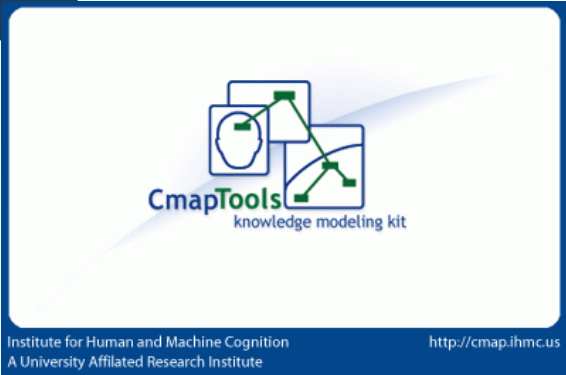 CmapTools
knowledge modeling kit
Institute for Human and Machine Cognition
http://cmap.ihmc.us
A University Affilated Research Institute